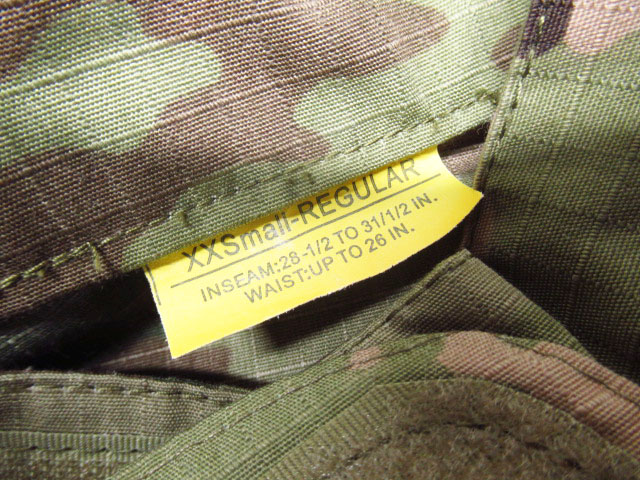 XXSmall-REGULAR
INSEAM:28-1/2 TO 31/1/2 IN.
WAIST:UP TO 26 IN.